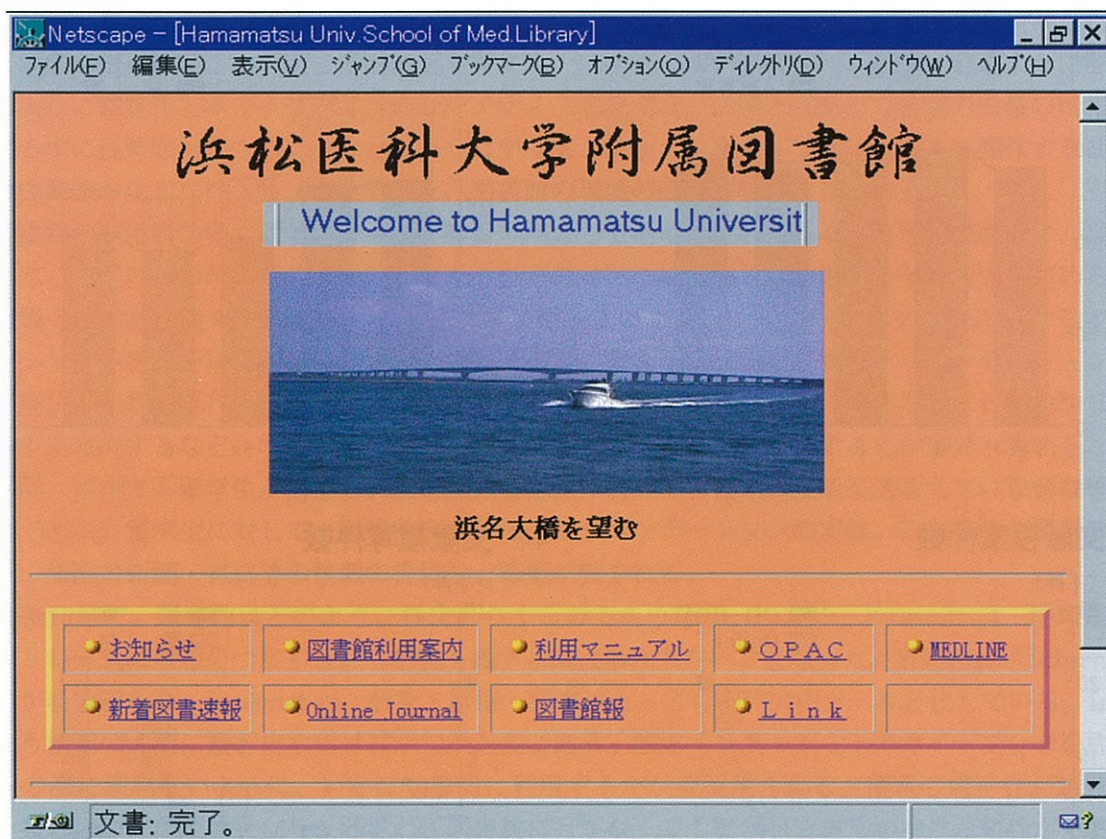 Netscape - [Hamamatsu Univ.School of Med.Library]
ファイル(F) 編集(E) 表示(V) ジャンプ(G) ブックマーク(B) オプション(O) ディレクトリ(D) ウィンドウ(W) ヘルプ(H)
浜松医科大学附属図書館
Welcome to Hamamatsu Universit
浜名大橋を望む
お知らせ 図書館利用案内 利用マニュアル OPAC MEDLINE
新着図書速報 Online Journal 図書館報 Link
文書: 完了。